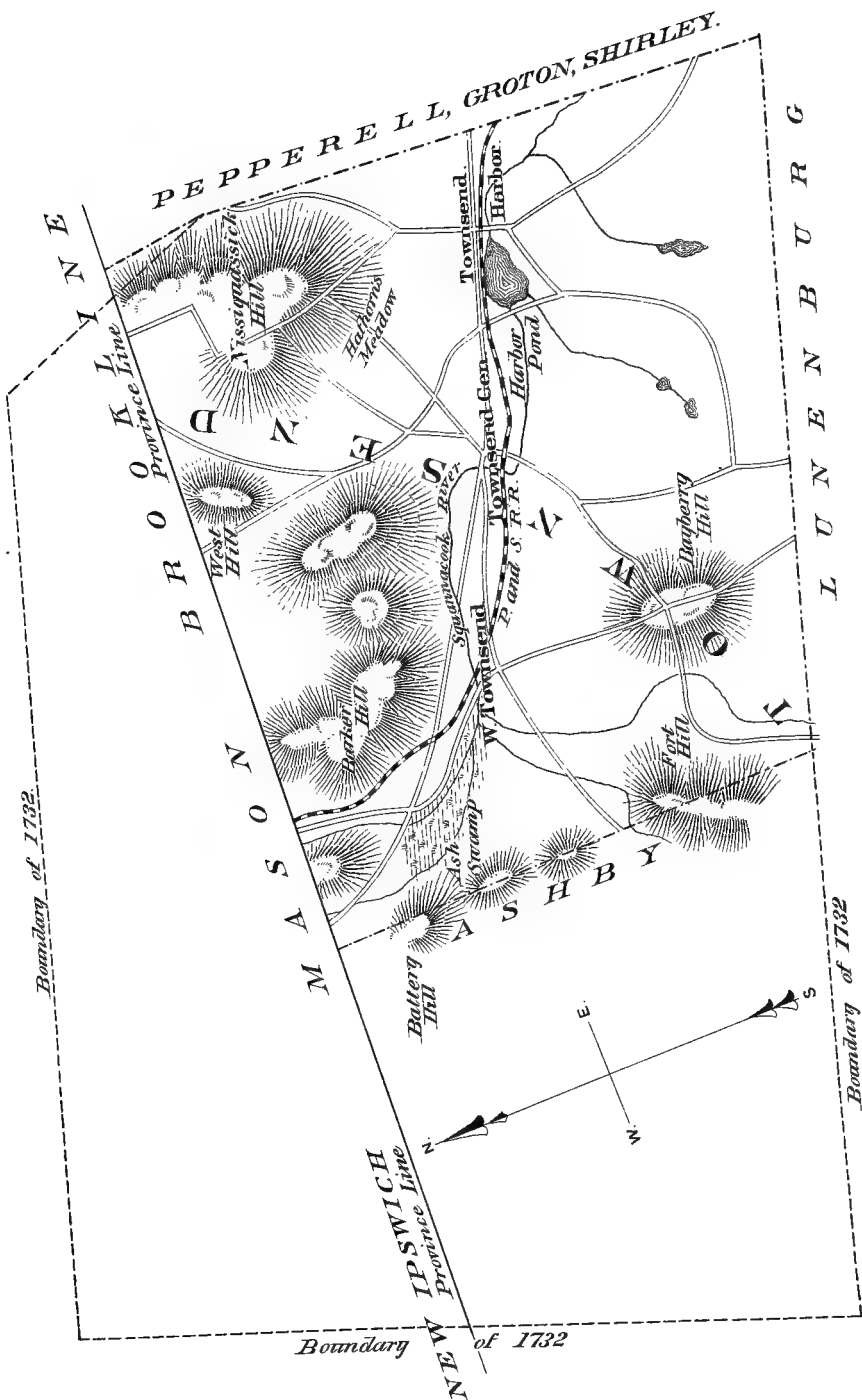 PEPPERELL, GROTON, SHIRLEY.
BROOKLINE
Province Line
LUNENBURG
MASON
ASHBY
NEW IPSWICH
Province Line
TOWNSEND
Nissiquassick
Hill
Hathorn's
Meadow
Townsend
Harbor.
Harbor
Pond
Townsend Cen.
Squannacook River
P. and S. R.R.
W. Townsend
West
Hill
Barker
Hill
Bayberry
Hill
Fort
Hill
Ash
Swamp
Battery
Hill
Boundary of 1732
Boundary of 1732
Boundary of 1732
N.
E.
S
W.